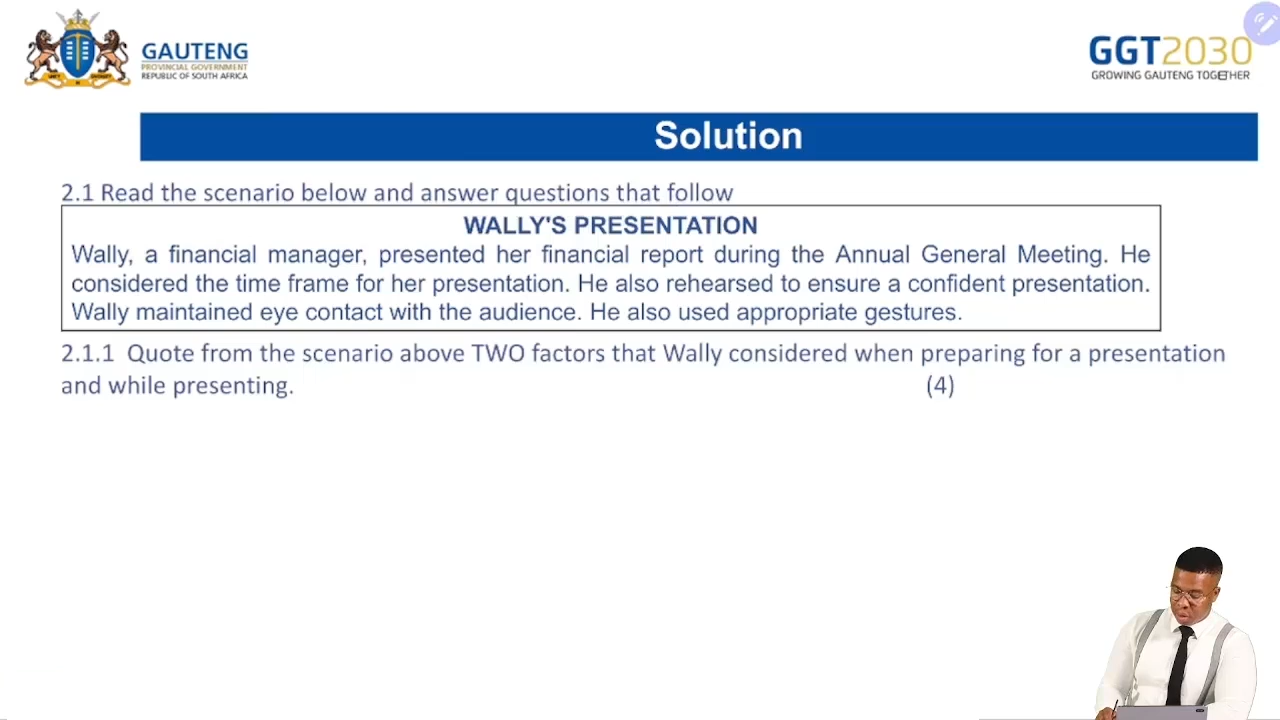 GAUTENG
PROVINCIAL GOVERNMENT
REPUBLIC OF SOUTH AFRICA
GGT2030
GROWING GAUTENG TOGETHER
Solution
2.1 Read the scenario below and answer questions that follow
WALLY'S PRESENTATION
Wally, a financial manager, presented her financial report during the Annual General Meeting. He
considered the time frame for her presentation. He also rehearsed to ensure a confident presentation.
Wally maintained eye contact with the audience. He also used appropriate gestures.
2.1.1 Quote from the scenario above TWO factors that Wally considered when preparing for a presentation
and while presenting. (4)